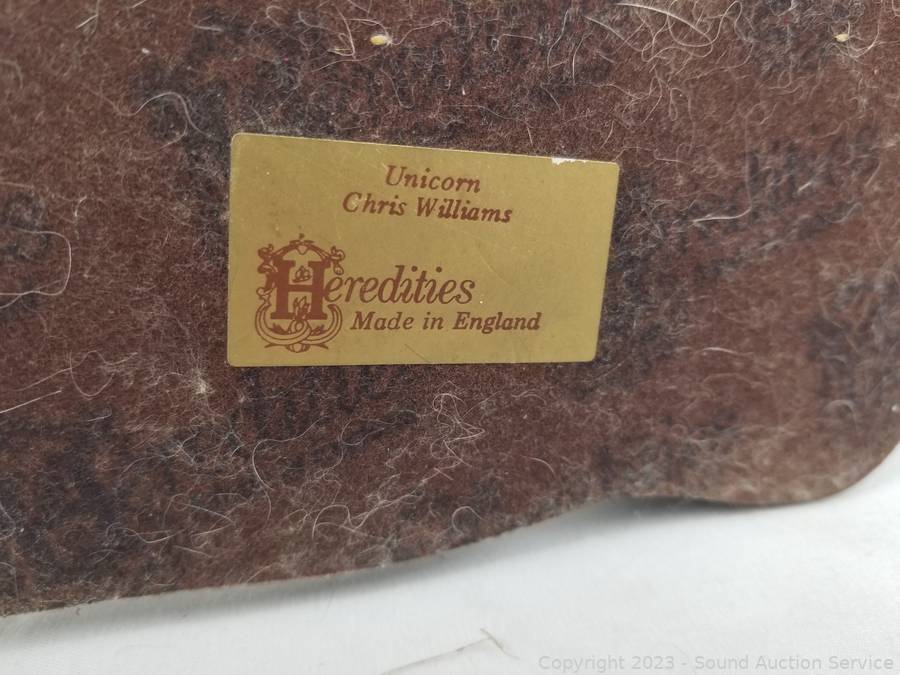 Unicorn
Chris Williams
Heredities
Made in England
Copyright 2023 - Sound Auction Service